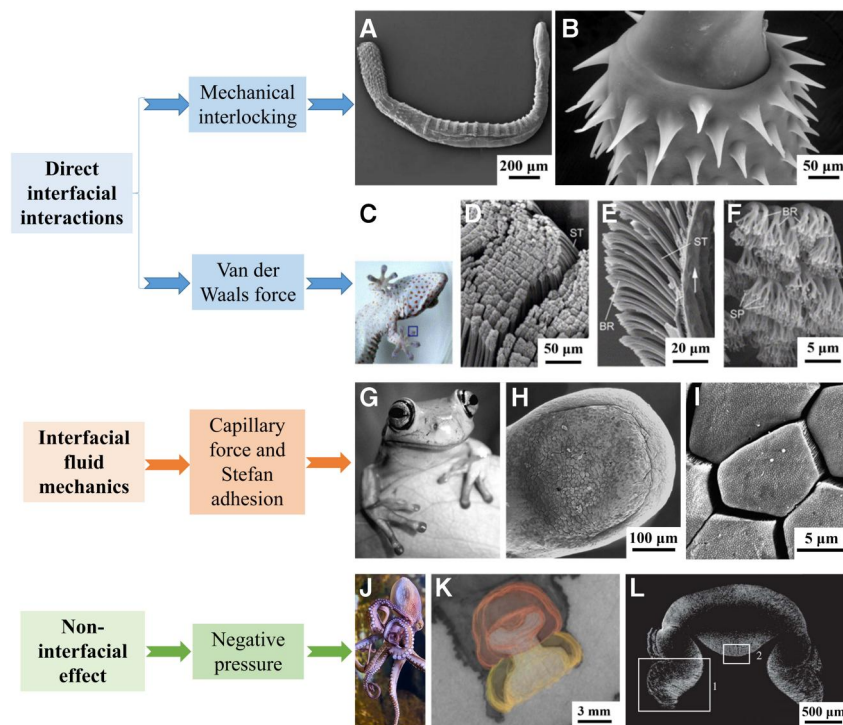 A
B
Mechanical
interlocking
200 μm
50 μm
Direct
interfacial
interactions
C
D
E
F
ST
ST
BR
BR
SP
Van der
Waals force
50 μm
20 μm
5 μm
G
H
I
Interfacial
fluid
mechanics
Capillary
force and
Stefan
adhesion
100 μm
5 μm
J
K
L
Non-
interfacial
effect
Negative
pressure
2
1
3 mm
500 μm